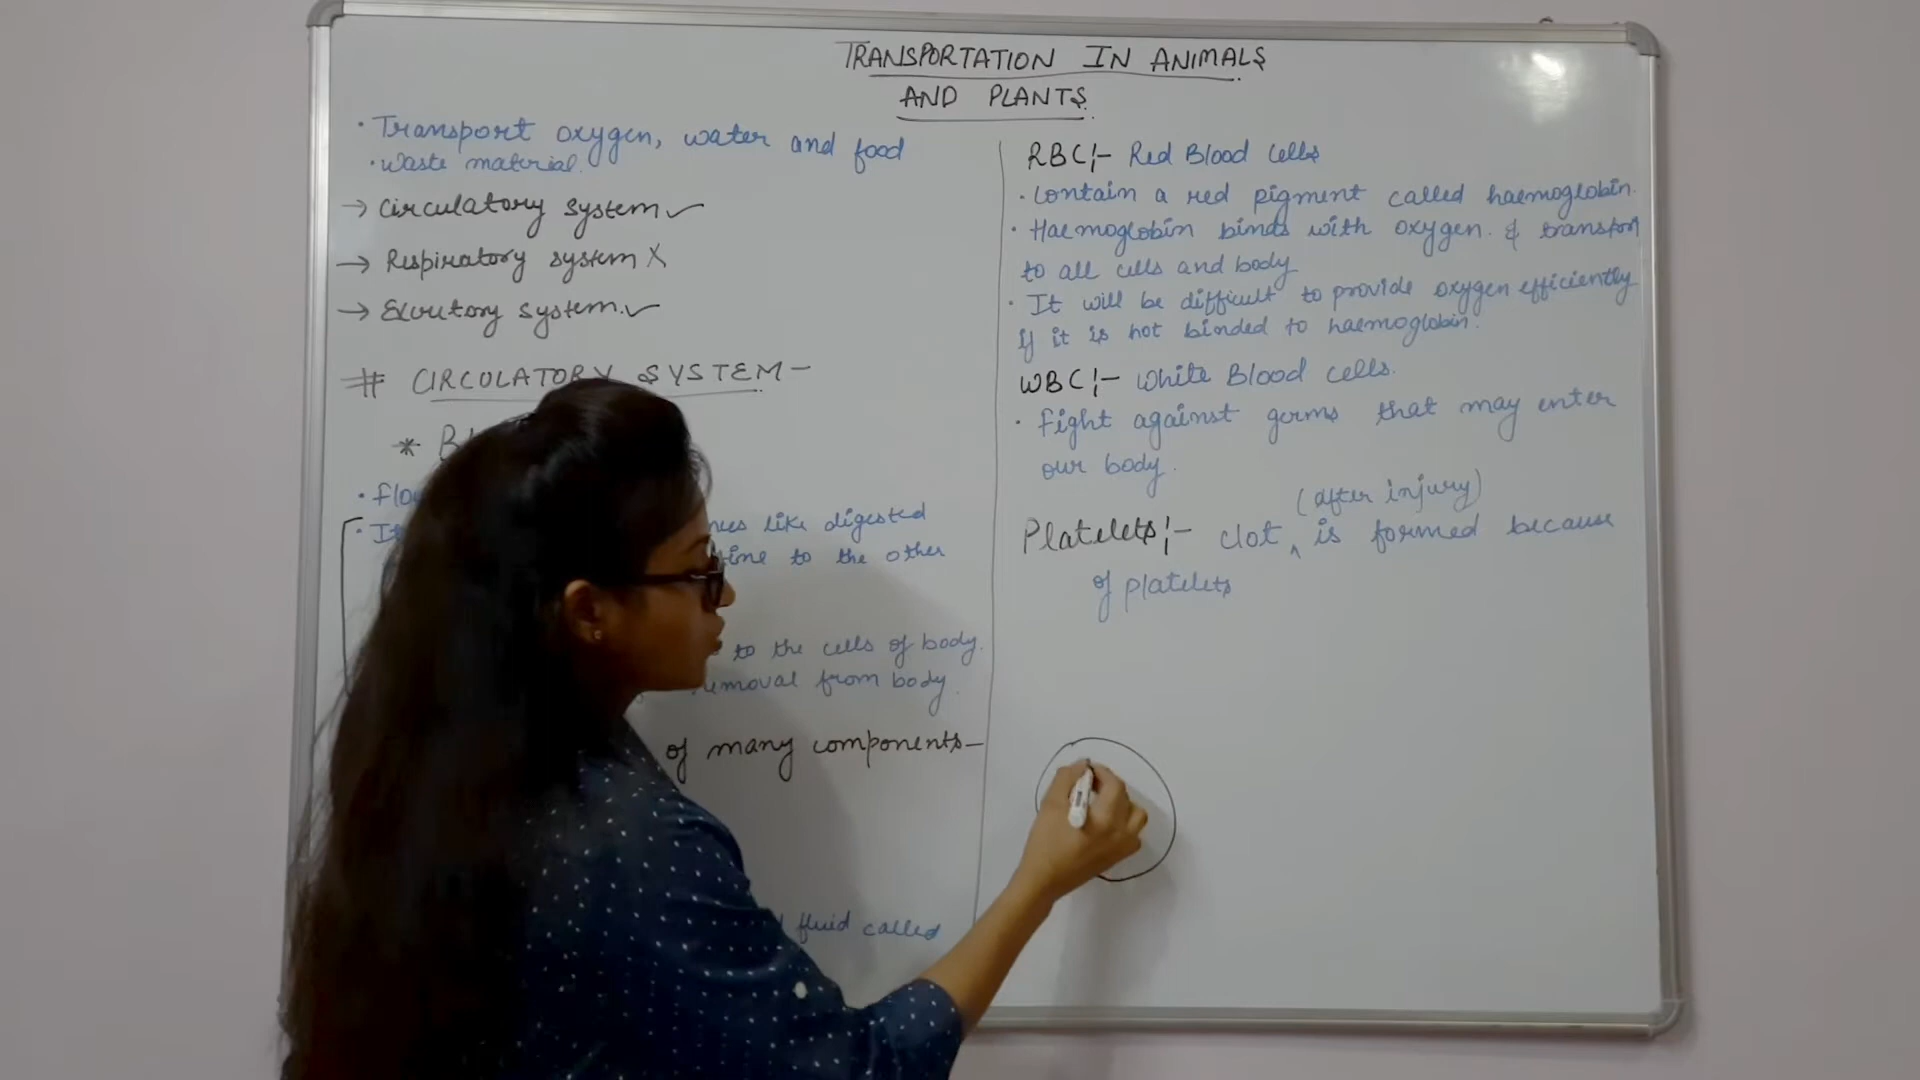 TRANSPORTATION IN ANIMALS
AND PLANTS
· Transport oxygen, water and food
· Waste material.
→ Circulatory system ✓
→ Respiratory system X
→ Excretory system. ✓
# CIRCULATORY SYSTEM -
*
·
· It like digested
to the other
to the cells of body.
removal from body.
of many components -
fluid called
RBC:- Red Blood Cells
· Contain a red pigment called haemoglobin.
· Haemoglobin binds with oxygen. & transport
to all cells and body
· It will be difficult to provide oxygen efficiently
if it is not binded to haemoglobin.
WBC:- White Blood cells.
· Fight against germs that may enter
our body.
(after injury)
Platelets:- clot ^ is formed because
of platelets